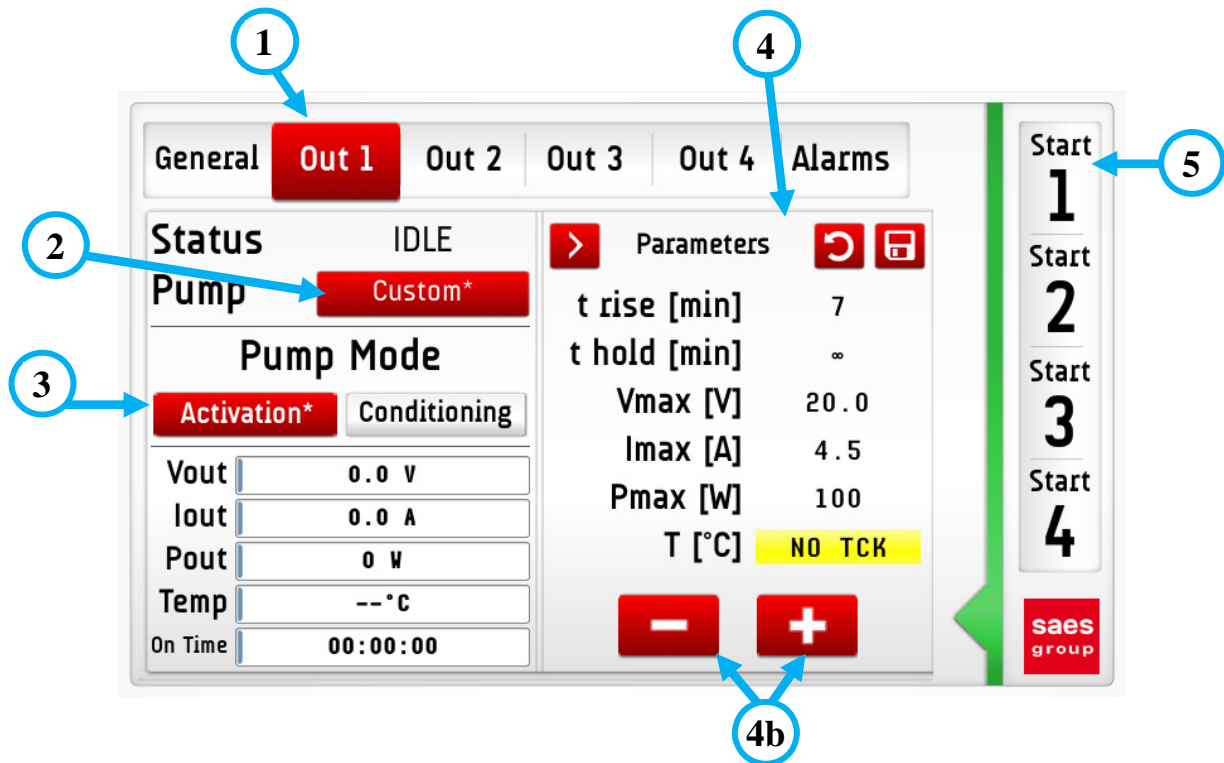 1
4
General Out 1 Out 2 Out 3 Out 4 Alarms
Status IDLE
2
Pump Custom*
Pump Mode
3
Activation* Conditioning
Vout 0.0 V
Iout 0.0 A
Pout 0 W
Temp --°C
On Time 00:00:00
> Parameters
t rise [min] 7
t hold [min] ∞
Vmax [V] 20.0
Imax [A] 4.5
Pmax [W] 100
T [°C] NO TCK
− +
4b
Start
1
5
Start
2
Start
3
Start
4
saes
group